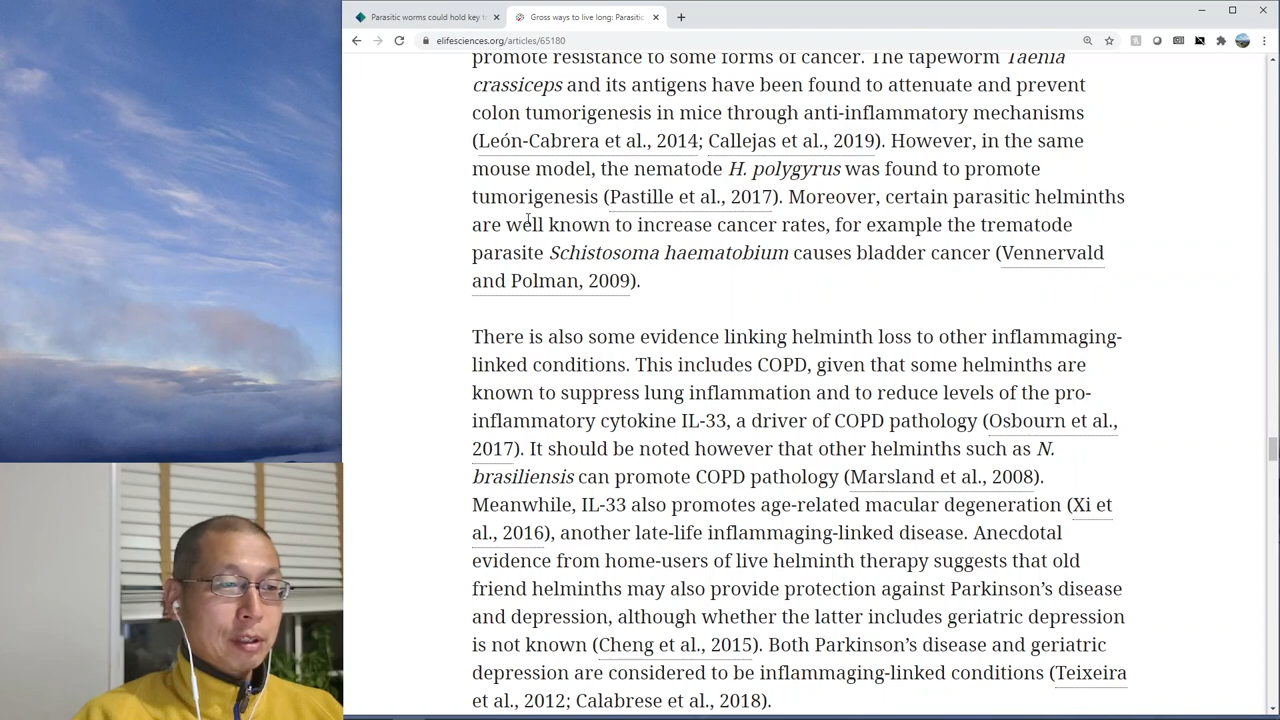 Parasitic worms could hold key t
Gross ways to live long: Parasitic
elifesciences.org/articles/65180
promote resistance to some forms of cancer. The tapeworm Taenia
crassiceps and its antigens have been found to attenuate and prevent
colon tumorigenesis in mice through anti-inflammatory mechanisms
(León-Cabrera et al., 2014; Callejas et al., 2019). However, in the same
mouse model, the nematode H. polygyrus was found to promote
tumorigenesis (Pastille et al., 2017). Moreover, certain parasitic helminths
are well known to increase cancer rates, for example the trematode
parasite Schistosoma haematobium causes bladder cancer (Vennervald
and Polman, 2009).
There is also some evidence linking helminth loss to other inflammaging-
linked conditions. This includes COPD, given that some helminths are
known to suppress lung inflammation and to reduce levels of the pro-
inflammatory cytokine IL-33, a driver of COPD pathology (Osbourn et al.,
2017). It should be noted however that other helminths such as N.
brasiliensis can promote COPD pathology (Marsland et al., 2008).
Meanwhile, IL-33 also promotes age-related macular degeneration (Xi et
al., 2016), another late-life inflammaging-linked disease. Anecdotal
evidence from home-users of live helminth therapy suggests that old
friend helminths may also provide protection against Parkinson’s disease
and depression, although whether the latter includes geriatric depression
is not known (Cheng et al., 2015). Both Parkinson’s disease and geriatric
depression are considered to be inflammaging-linked conditions (Teixeira
et al., 2012; Calabrese et al., 2018).